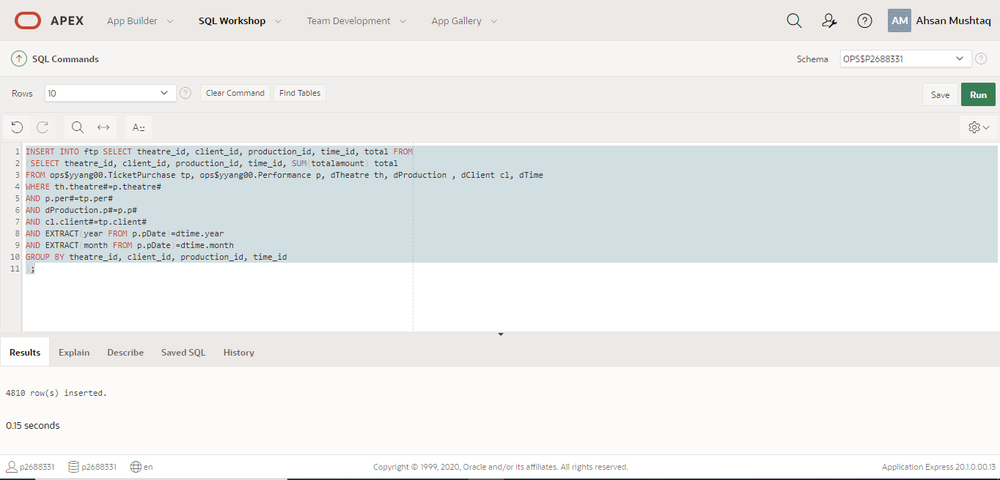 APEX App Builder SQL Workshop Team Development App Gallery AM Ahsan Mushtaq
SQL Commands Schema OPS$P2688331
Rows 10 Clear Command Find Tables Save Run
A::
1 INSERT INTO ftp SELECT theatre_id, client_id, production_id, time_id, total FROM
2 (SELECT theatre_id, client_id, production_id, time_id, SUM(totalamount) total
3 FROM ops$yyang00.TicketPurchase tp, ops$yyang00.Performance p, dTheatre th, dProduction , dClient cl, dTime
4 WHERE th.theatre#=p.theatre#
5 AND p.per#=tp.per#
6 AND dProduction.p#=p.p#
7 AND cl.client#=tp.client#
8 AND EXTRACT(year FROM p.pDate)=dtime.year
9 AND EXTRACT(month FROM p.pDate)=dtime.month
10 GROUP BY theatre_id, client_id, production_id, time_id
11 );
Results Explain Describe Saved SQL History
4810 row(s) inserted.
0.15 seconds
p2688331 p2688331 en Copyright © 1999, 2020, Oracle and/or its affiliates. All rights reserved. Application Express 20.1.0.00.13